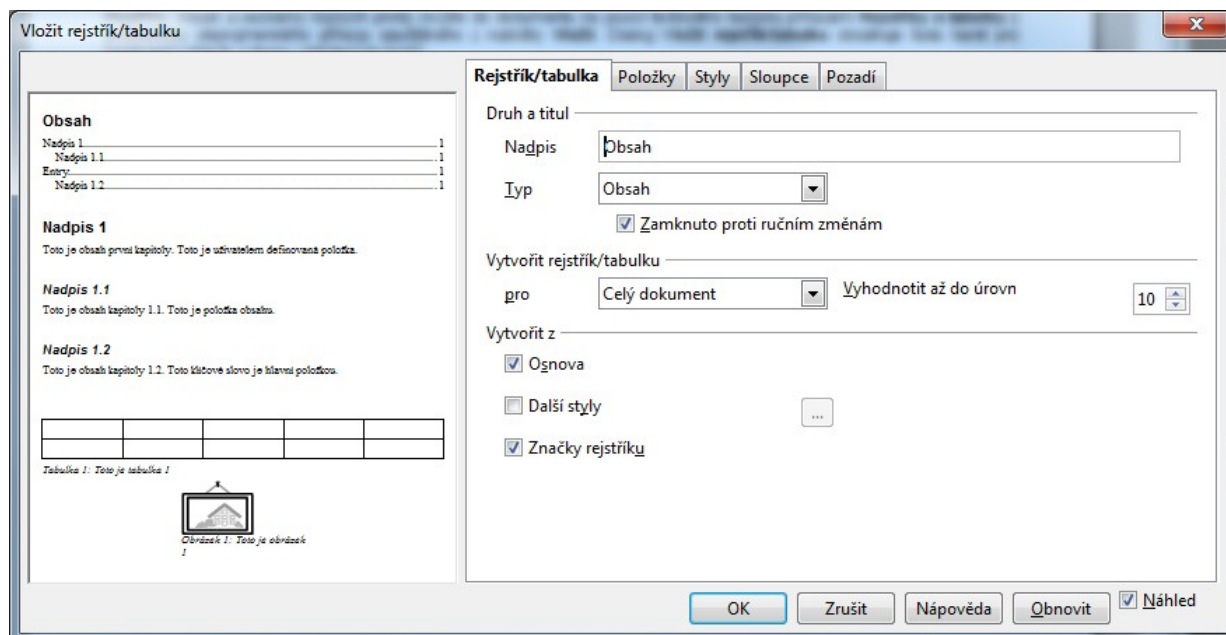 Vložit rejstřík/tabulku
Obsah
Nadpis 1 1
Nadpis 1.1 1
Entry 1
Nadpis 1.2 1
Nadpis 1
Toto je obsah první kapitoly. Toto je uživatelem definovaná položka.
Nadpis 1.1
Toto je obsah kapitoly 1.1. Toto je položka obsahu.
Nadpis 1.2
Toto je obsah kapitoly 1.2. Toto klíčové slovo je hlavní položkou.
Tabulka 1: Toto je tabulka 1
Obrázek 1: Toto je obrázek
1
Rejstřík/tabulka Položky Styly Sloupce Pozadí
Druh a titul
Nadpis Obsah
Typ Obsah
Zamknuto proti ručním změnám
Vytvořit rejstřík/tabulku
pro Celý dokument Vyhodnotit až do úrovn 10
Vytvořit z
Osnova
Další styly ...
Značky rejstříku
OK Zrušit Nápověda Obnovit Náhled